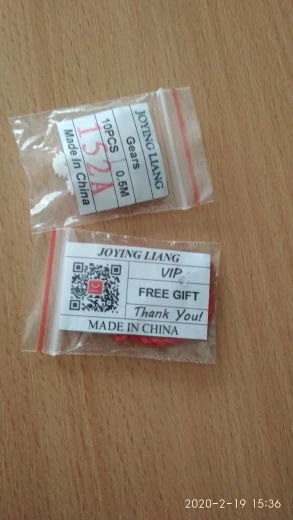 JOYING LIANG
Gears
10PCS 0.5M
152A
Made In China
JOYING LIANG
VIP
FREE GIFT
Thank You!
MADE IN CHINA
2020-2-19 15:36